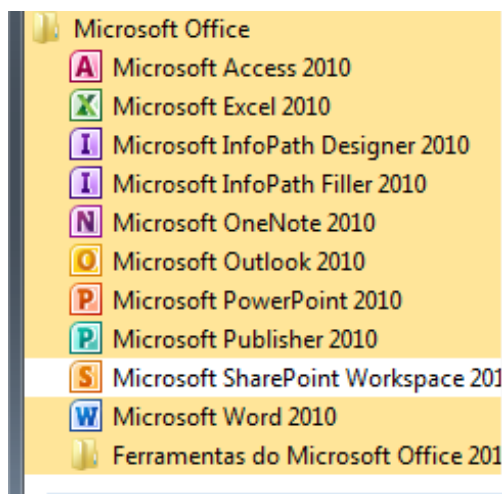 Microsoft Office
Microsoft Access 2010
Microsoft Excel 2010
Microsoft InfoPath Designer 2010
Microsoft InfoPath Filler 2010
Microsoft OneNote 2010
Microsoft Outlook 2010
Microsoft PowerPoint 2010
Microsoft Publisher 2010
Microsoft SharePoint Workspace 201
Microsoft Word 2010
Ferramentas do Microsoft Office 201